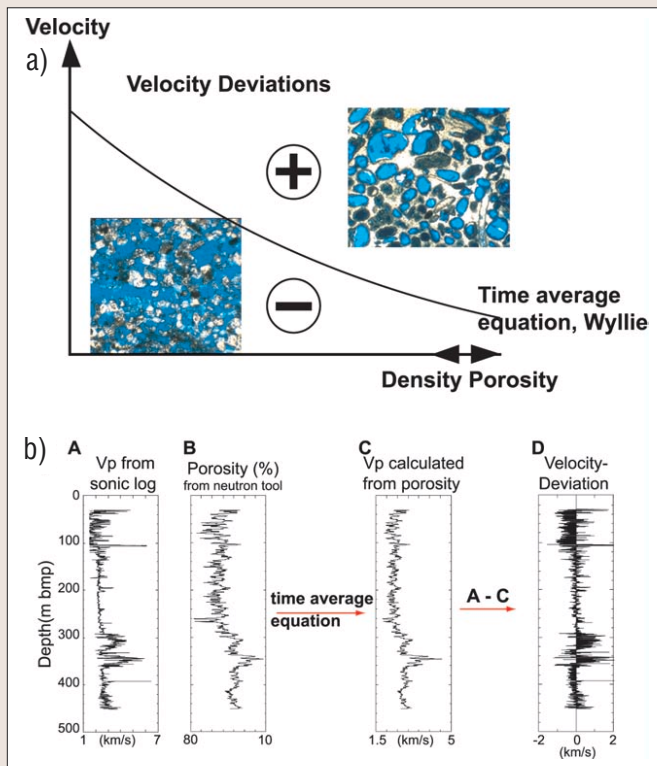 Velocity
a)
Velocity Deviations
+
−
Time average
equation, Wyllie
Density Porosity
b)
A
Vp from
sonic log
B
Porosity (%)
from neutron tool
C
Vp calculated
from porosity
D
Velocity-
Deviation
0
100
200
300
400
500
Depth(m bmp)
time average
equation
A - C
1 (km/s) 7
80 10
1.5 (km/s) 5
-2 0 2
(km/s)